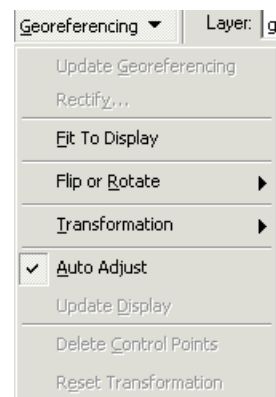 Georeferencing Layer: g
Update Georeferencing
Rectify...
Fit To Display
Flip or Rotate
Transformation
Auto Adjust
Update Display
Delete Control Points
Reset Transformation